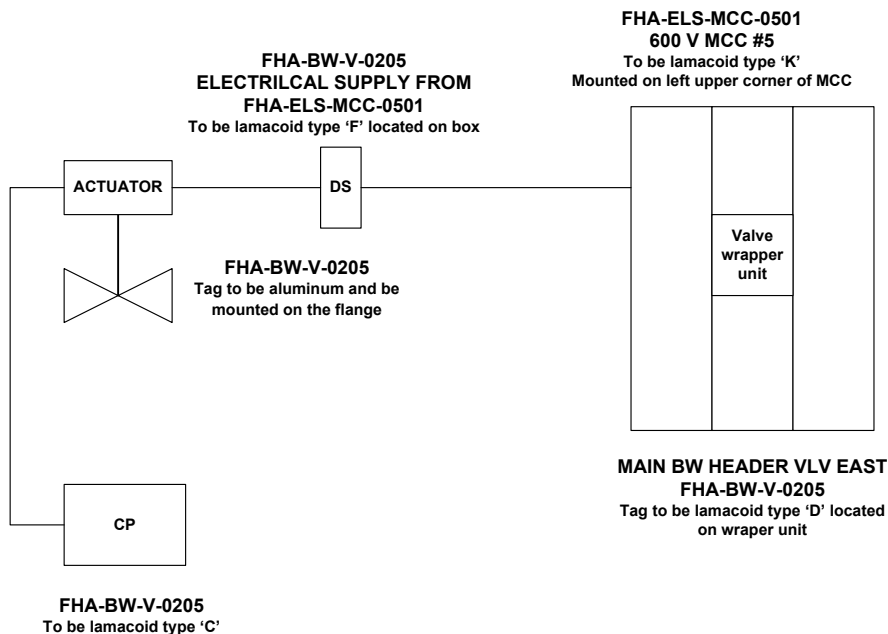 FHA-ELS-MCC-0501
600 V MCC #5
To be lamacoid type ‘K’
Mounted on left upper corner of MCC
FHA-BW-V-0205
ELECTRILCAL SUPPLY FROM
FHA-ELS-MCC-0501
To be lamacoid type ‘F’ located on box
ACTUATOR
DS
Valve
wrapper
unit
FHA-BW-V-0205
Tag to be aluminum and be
mounted on the flange
MAIN BW HEADER VLV EAST
FHA-BW-V-0205
Tag to be lamacoid type ‘D’ located
on wraper unit
CP
FHA-BW-V-0205
To be lamacoid type ‘C’